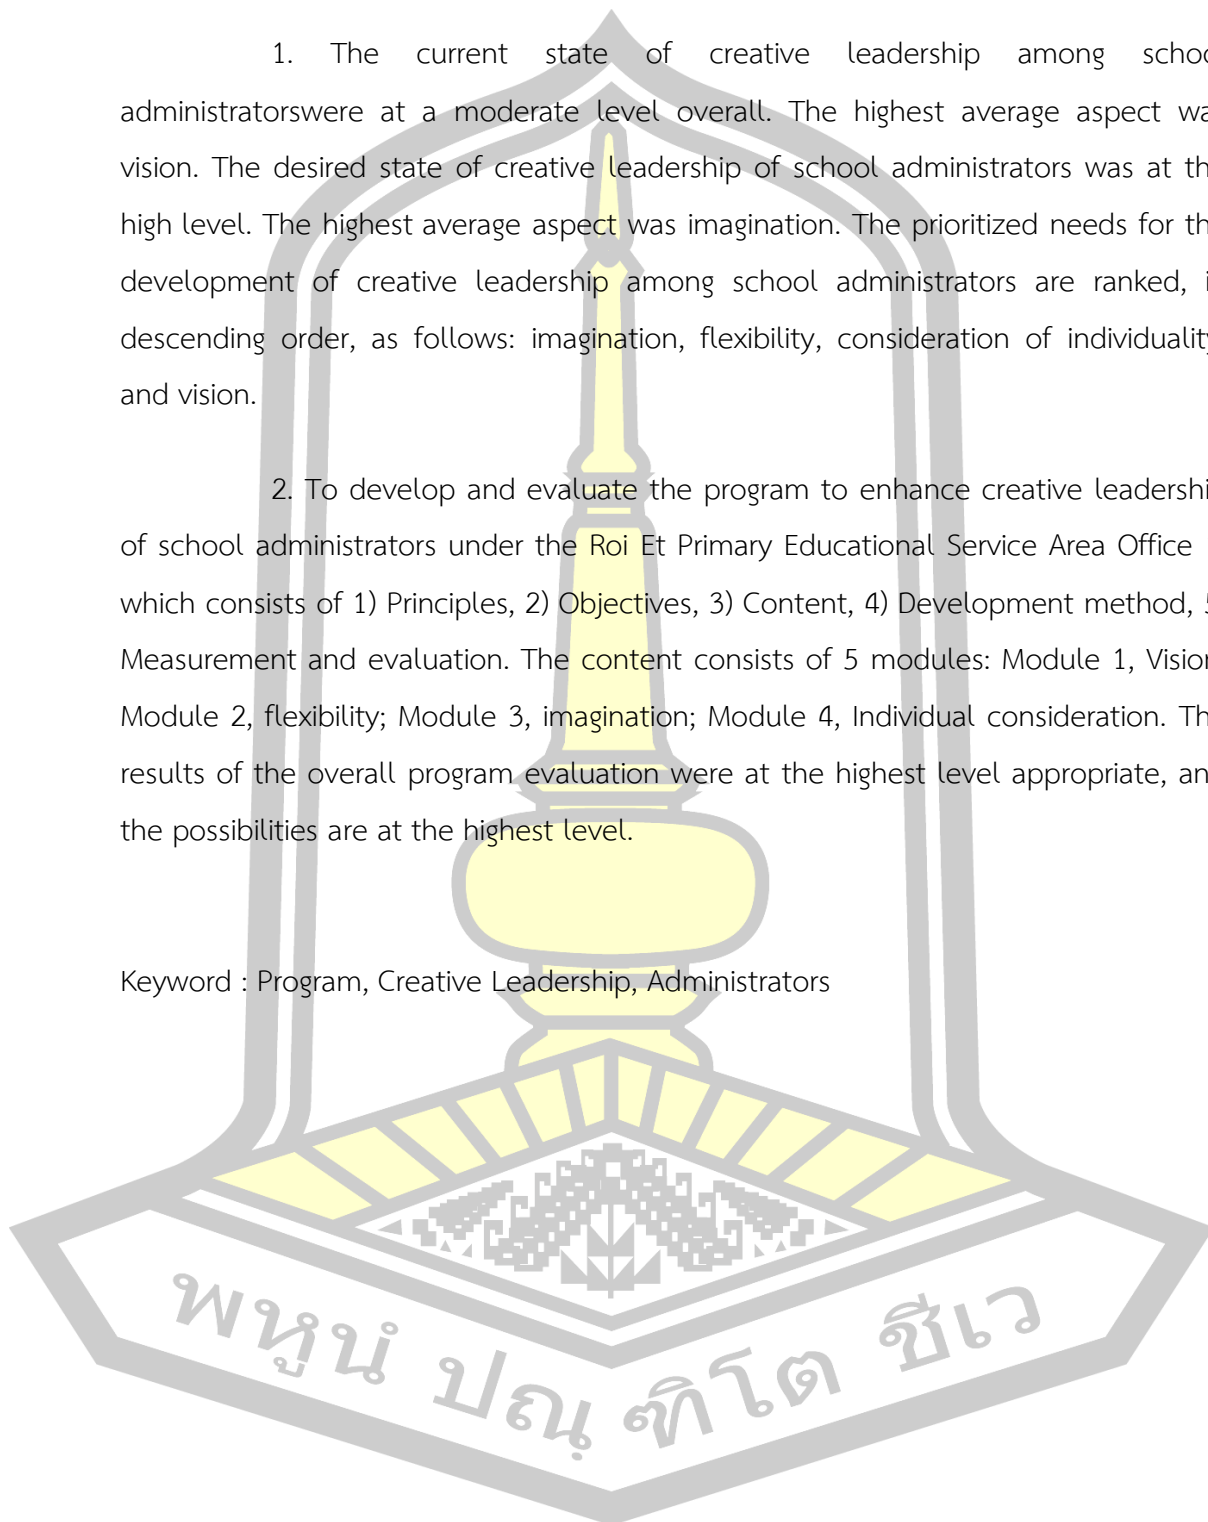 1. The current state of creative leadership among schoo
administratorswere at a moderate level overall. The highest average aspect wa
vision. The desired state of creative leadership of school administrators was at th
high level. The highest average aspect was imagination. The prioritized needs for th
development of creative leadership among school administrators are ranked, i
descending order, as follows: imagination, flexibility, consideration of individuality
and vision.
2. To develop and evaluate the program to enhance creative leadershi
of school administrators under the Roi Et Primary Educational Service Area Office
which consists of 1) Principles, 2) Objectives, 3) Content, 4) Development method, 5
Measurement and evaluation. The content consists of 5 modules: Module 1, Vision
Module 2, flexibility; Module 3, imagination; Module 4, Individual consideration. Th
results of the overall program evaluation were at the highest level appropriate, an
the possibilities are at the highest level.
Keyword : Program, Creative Leadership, Administrators
พหูนํ ปณฺฑิโต ชีเว